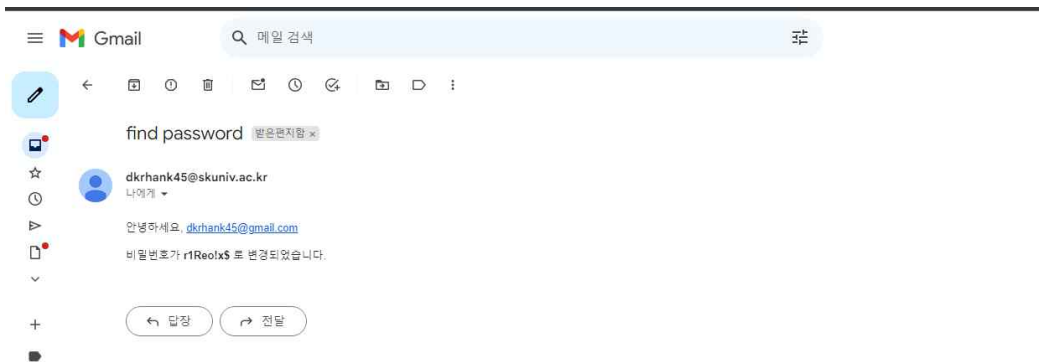 Gmail
메일 검색
find password 받은편지함 ×
dkrhank45@skuniv.ac.kr
나에게
안녕하세요, dkrhank45@gmail.com
비밀번호가 r1Reo!x$ 로 변경되었습니다.
답장 전달